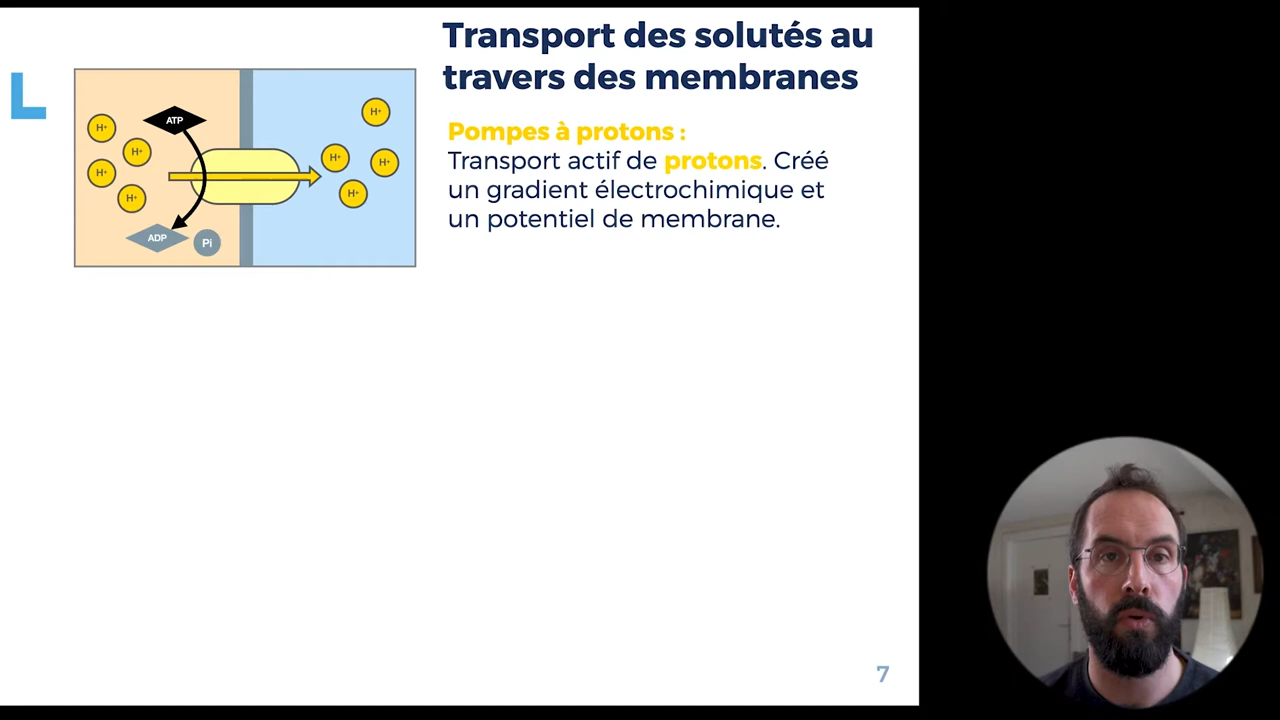 Transport des solutés au
travers des membranes
L
Pompes à protons :
Transport actif de protons. Créé
un gradient électrochimique et
un potentiel de membrane.
ATP
H⁺
H⁺
H⁺
H⁺
ADP
Pi
H⁺
H⁺
H⁺
H⁺
7